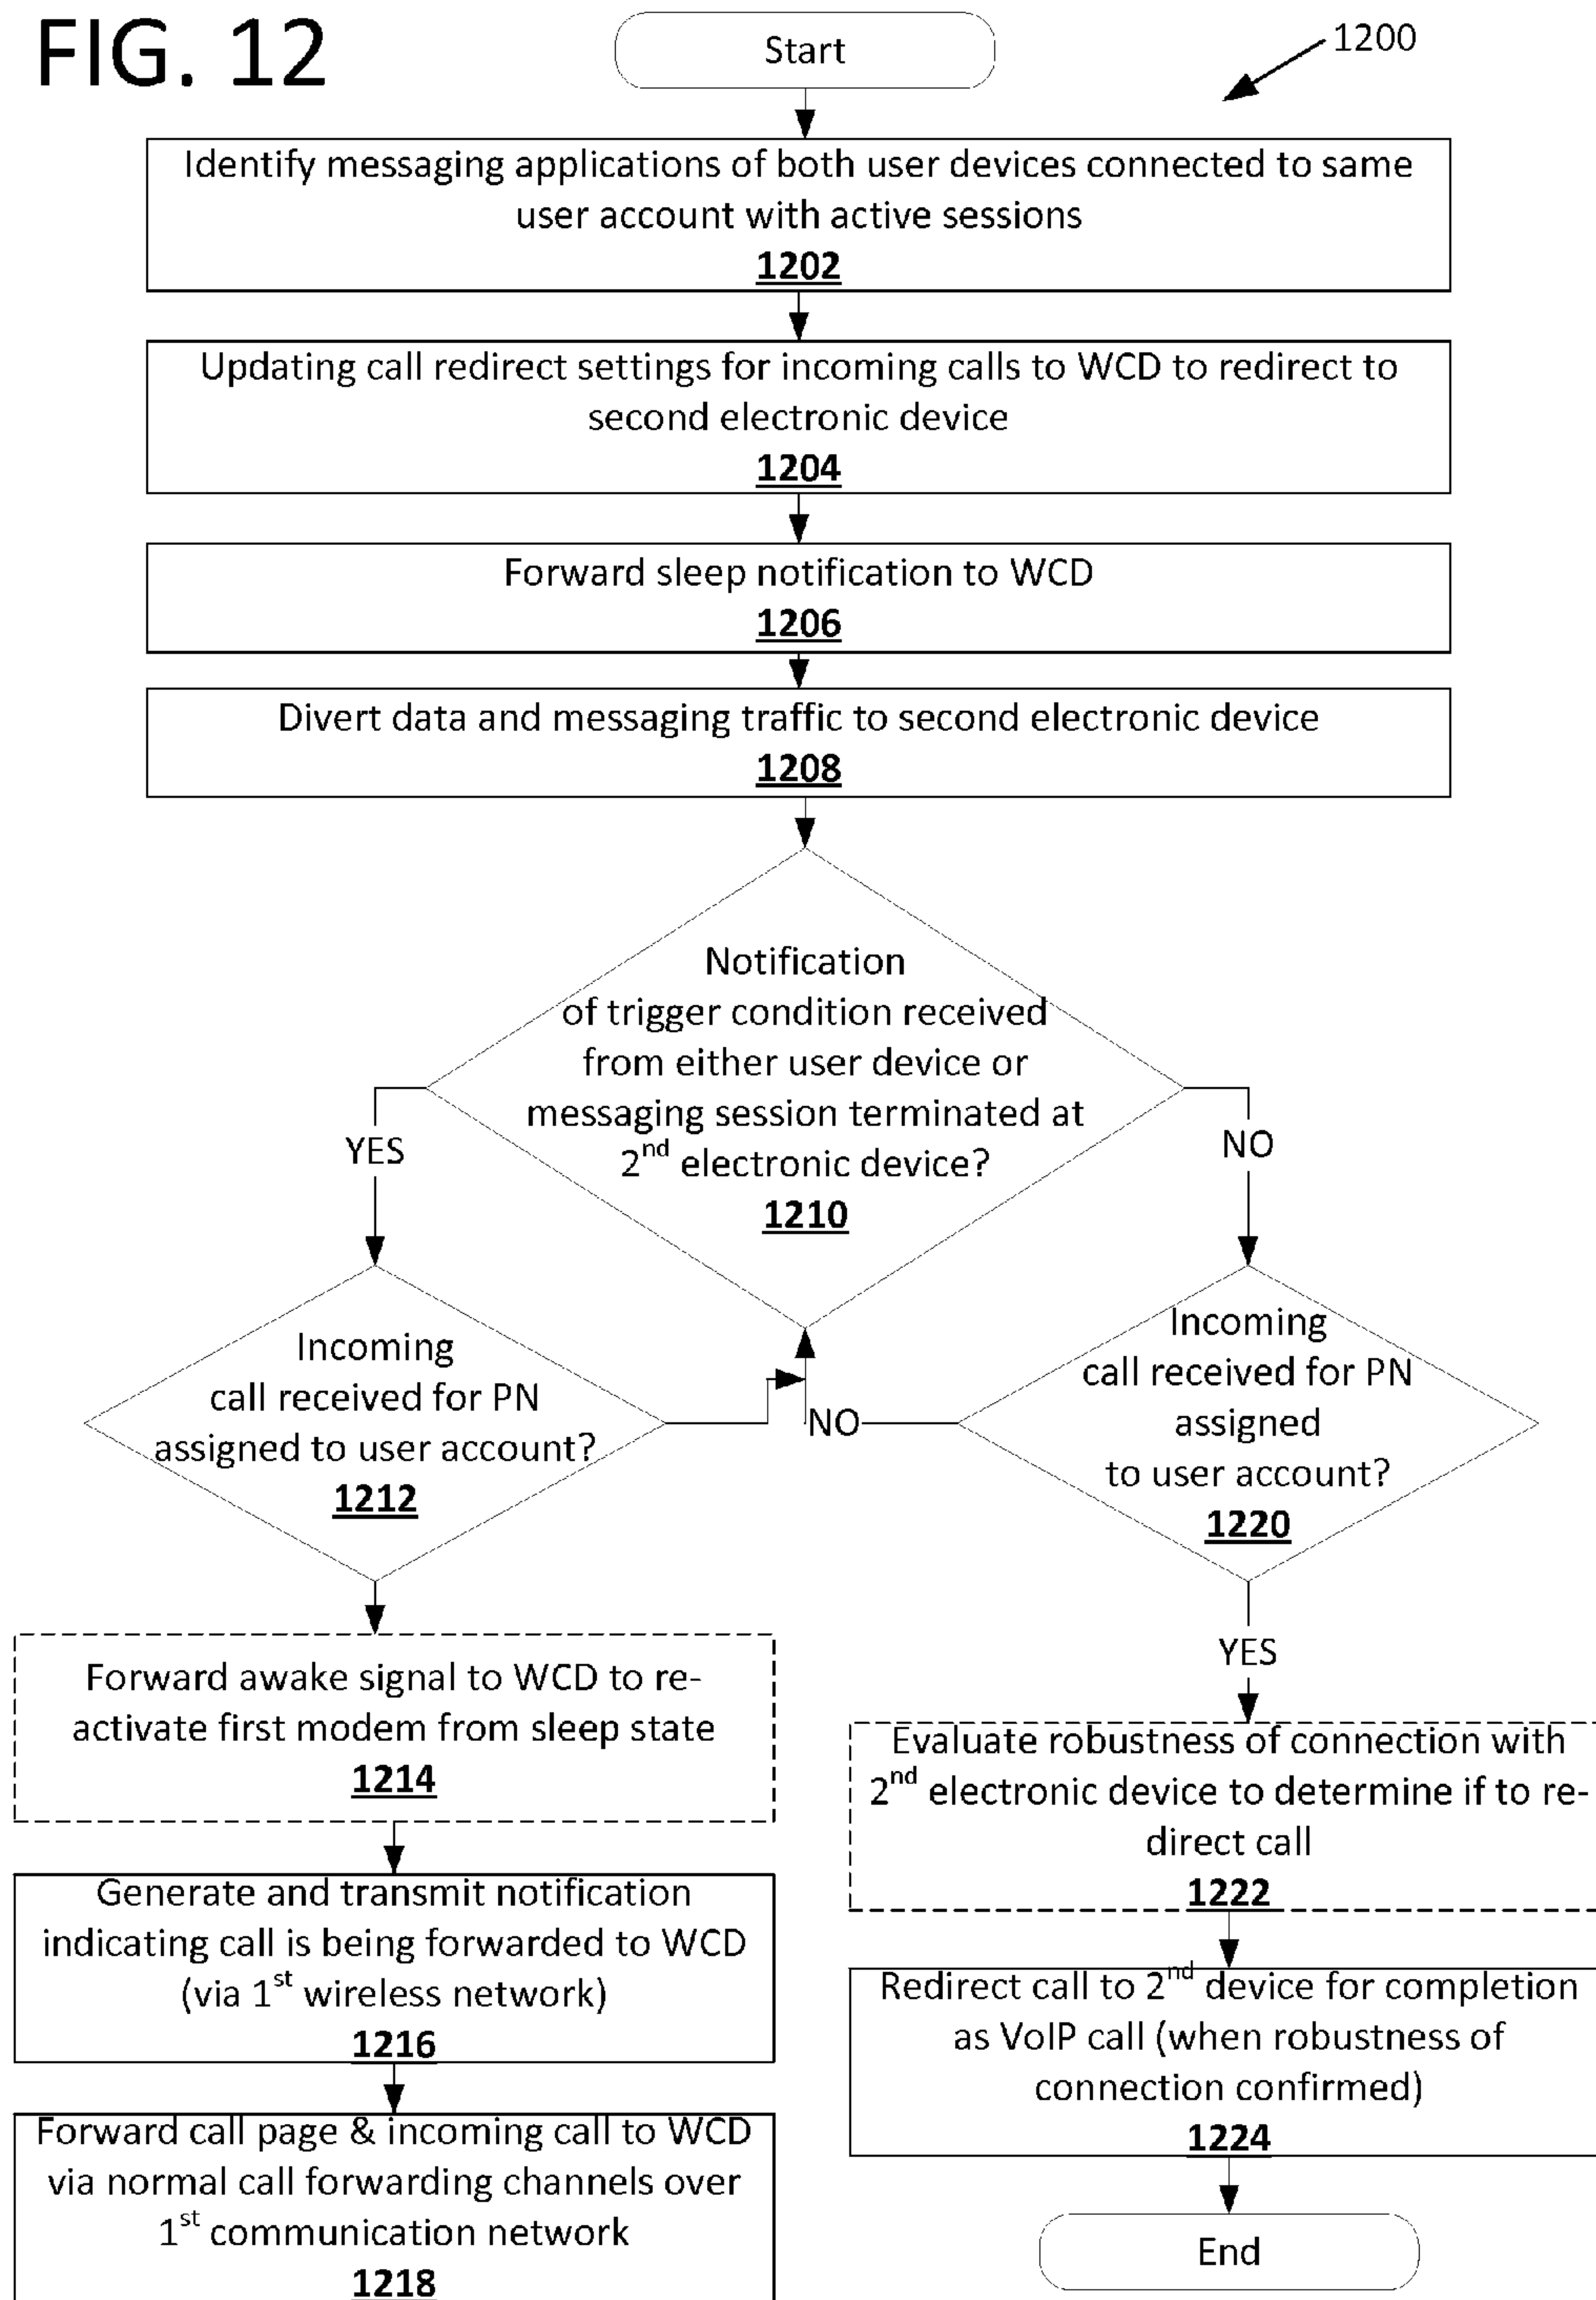 FIG. 12
Start
1200
Identify messaging applications of both user devices connected to same
user account with active sessions
1202
Updating call redirect settings for incoming calls to WCD to redirect to
second electronic device
1204
Forward sleep notification to WCD
1206
Divert data and messaging traffic to second electronic device
1208
Notification
of trigger condition received
from either user device or
messaging session terminated at
2nd electronic device?
1210
YES
NO
Incoming
call received for PN
assigned to user account?
1212
NO
Incoming
call received for PN
assigned
to user account?
1220
YES
Forward awake signal to WCD to re-
activate first modem from sleep state
1214
Generate and transmit notification
indicating call is being forwarded to WCD
(via 1st wireless network)
1216
Forward call page & incoming call to WCD
via normal call forwarding channels over
1st communication network
1218
Evaluate robustness of connection with
2nd electronic device to determine if to re-
direct call
1222
Redirect call to 2nd device for completion
as VoIP call (when robustness of
connection confirmed)
1224
End